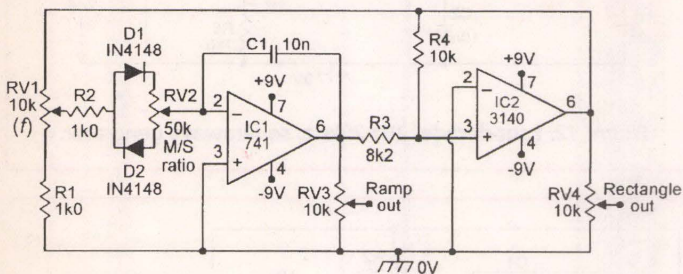 D1
IN4148
C1
10n
R4
10k
+9V
RV1
10k
(f)
R2
1k0
RV2
50k
M/S
ratio
+9V
7
2
IC1
741
6
3
4
-9V
D2
IN4148
R1
1k0
R3
8k2
2
7
IC2
3140
6
3
4
-9V
RV3
10k
Ramp
out
RV4
10k
Rectangle
out
0V